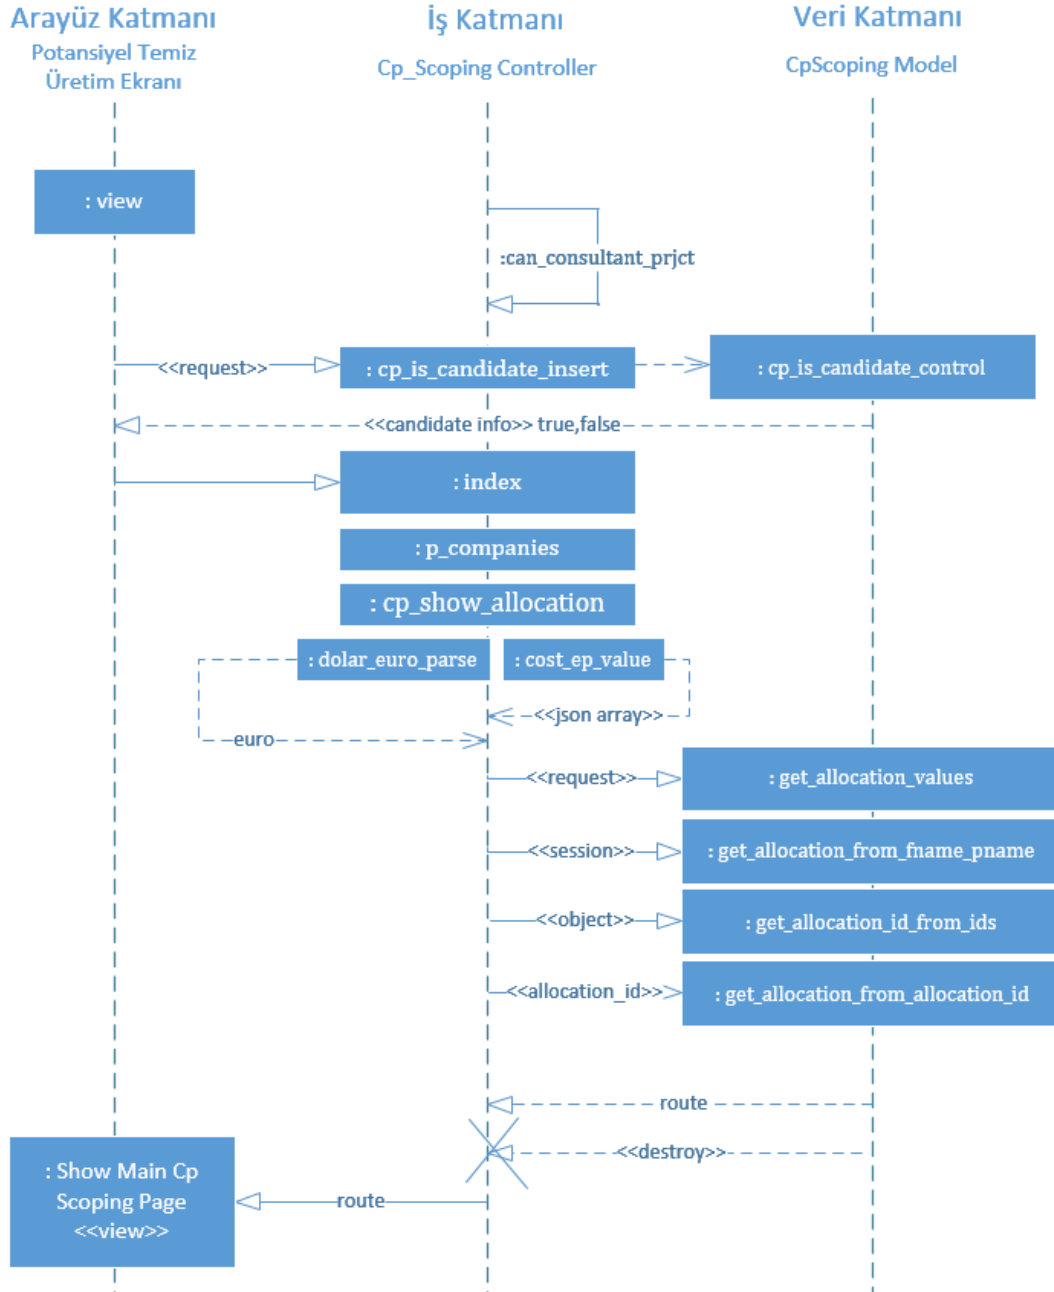 Arayüz Katmanı
Potansiyel Temiz
Üretim Ekranı
İş Katmanı
Cp_Scoping Controller
Veri Katmanı
CpScoping Model
: view
:can_consultant_prjct
<<request>>
: cp_is_candidate_insert
: cp_is_candidate_control
<<candidate info>> true,false
: index
: p_companies
: cp_show_allocation
: dolar_euro_parse
: cost_ep_value
<<json array>>
euro
<<request>>
: get_allocation_values
<<session>>
: get_allocation_from_fname_pname
<<object>>
: get_allocation_id_from_ids
<<allocation_id>>
: get_allocation_from_allocation_id
route
<<destroy>>
: Show Main Cp
Scoping Page
<<view>>
route